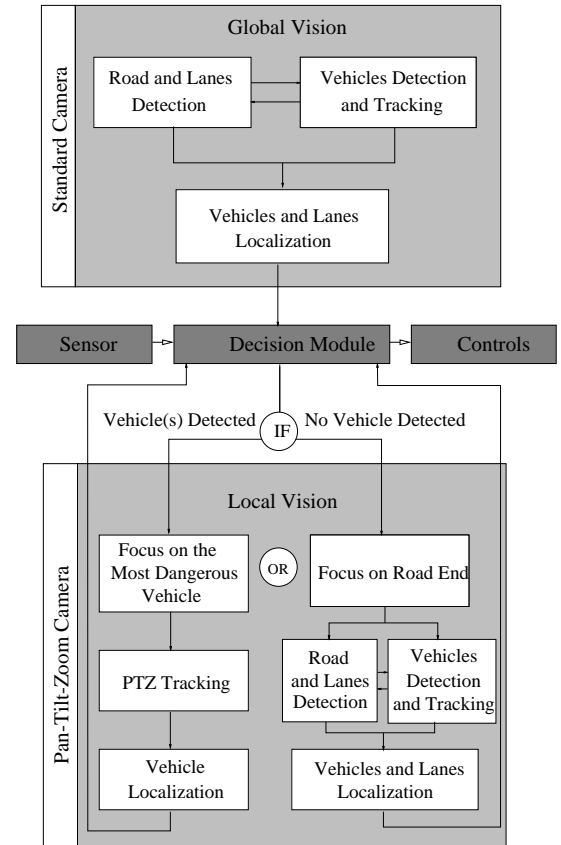 Standard Camera
Global Vision
Road and Lanes
Detection
Vehicles Detection
and Tracking
Vehicles and Lanes
Localization
Sensor
Decision Module
Controls
Vehicle(s) Detected
IF
No Vehicle Detected
Pan-Tilt-Zoom Camera
Local Vision
Focus on the
Most Dangerous
Vehicle
OR
Focus on Road End
PTZ Tracking
Road
and Lanes
Detection
Vehicles
Detection
and Tracking
Vehicle
Localization
Vehicles and Lanes
Localization